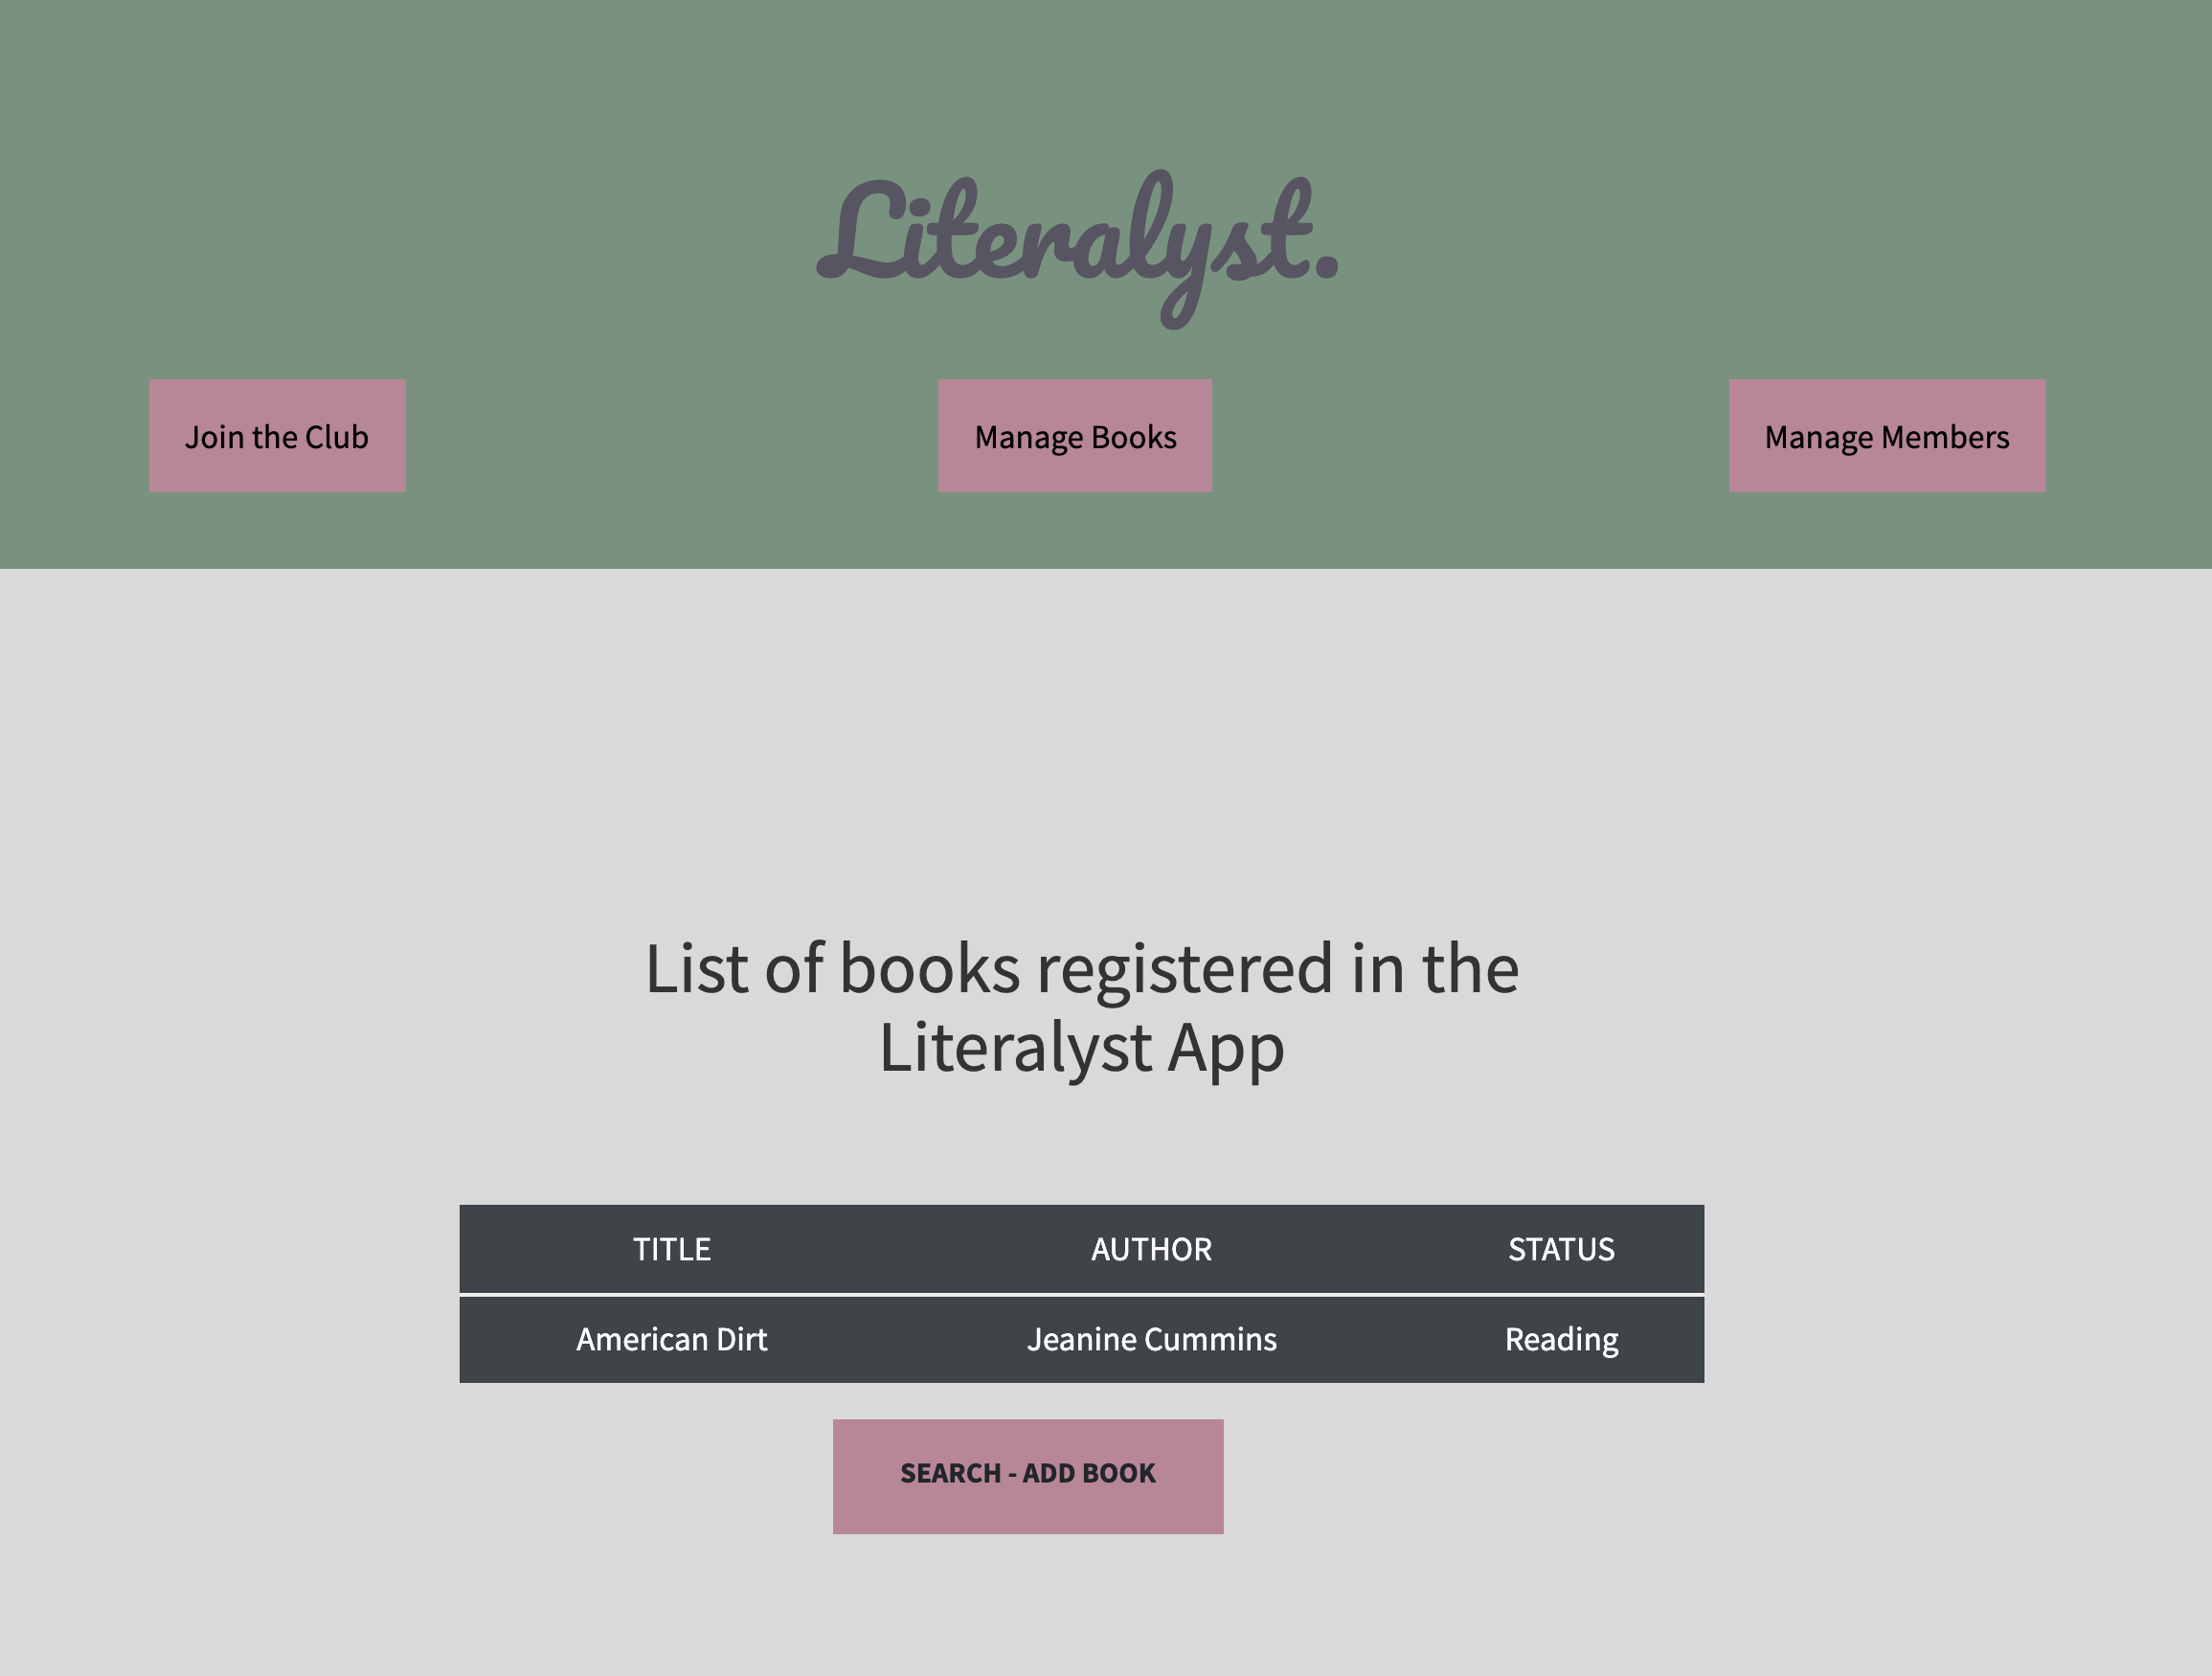 Literalyst.
Join the Club Manage Books Manage Members
List of books registered in the
Literalyst App
TITLE AUTHOR STATUS
American Dirt Jeanine Cummins Reading
SEARCH - ADD BOOK